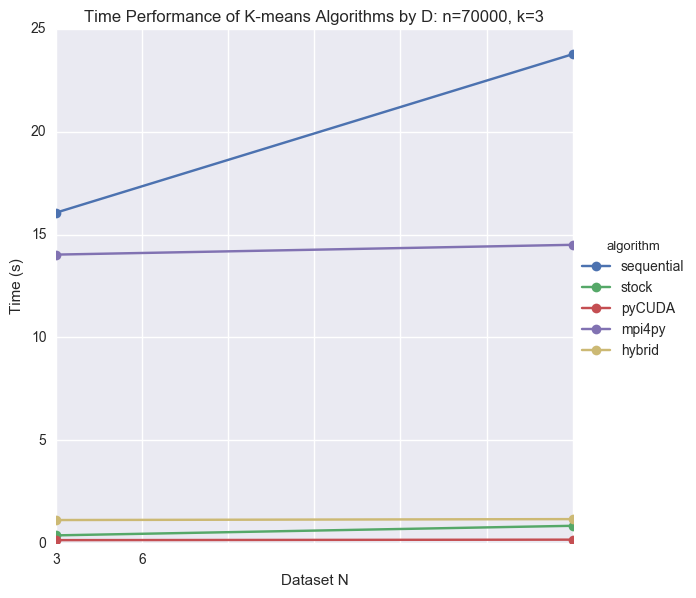 Time Performance of K-means Algorithms by D: n=70000, k=3
25
20
15
10
5
0
Time (s)
3 6
Dataset N
algorithm
sequential
stock
pyCUDA
mpi4py
hybrid